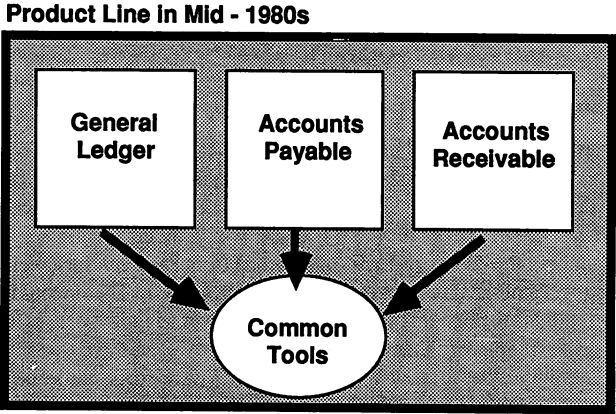 Product Line in Mid - 1980s
General
Ledger
Accounts
Payable
Accounts
Receivable
Common
Tools